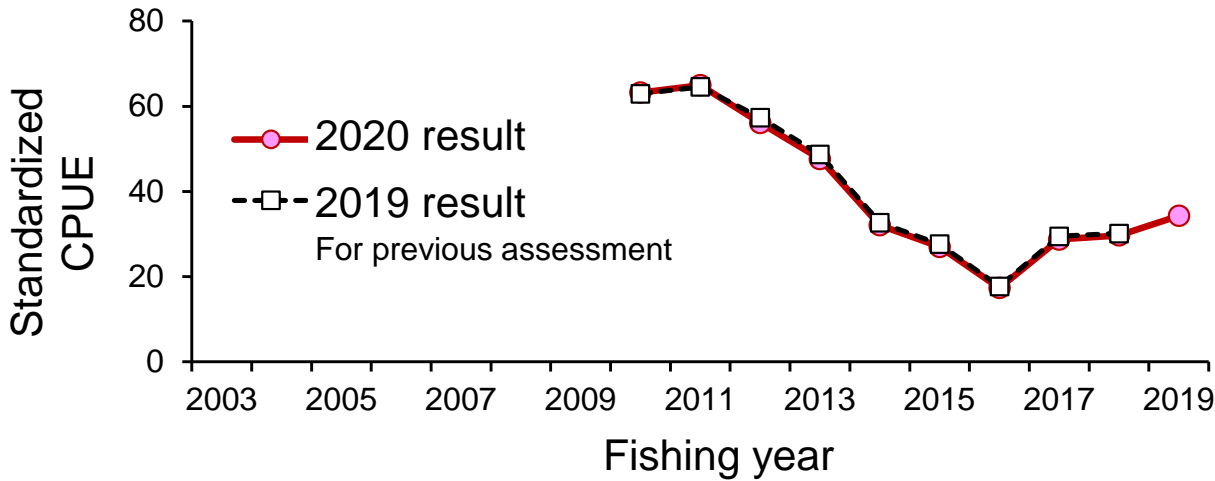 80
60
40
20
0
Standardized
CPUE
2020 result
2019 result
For previous assessment
2003 2005 2007 2009 2011 2013 2015 2017 2019
Fishing year